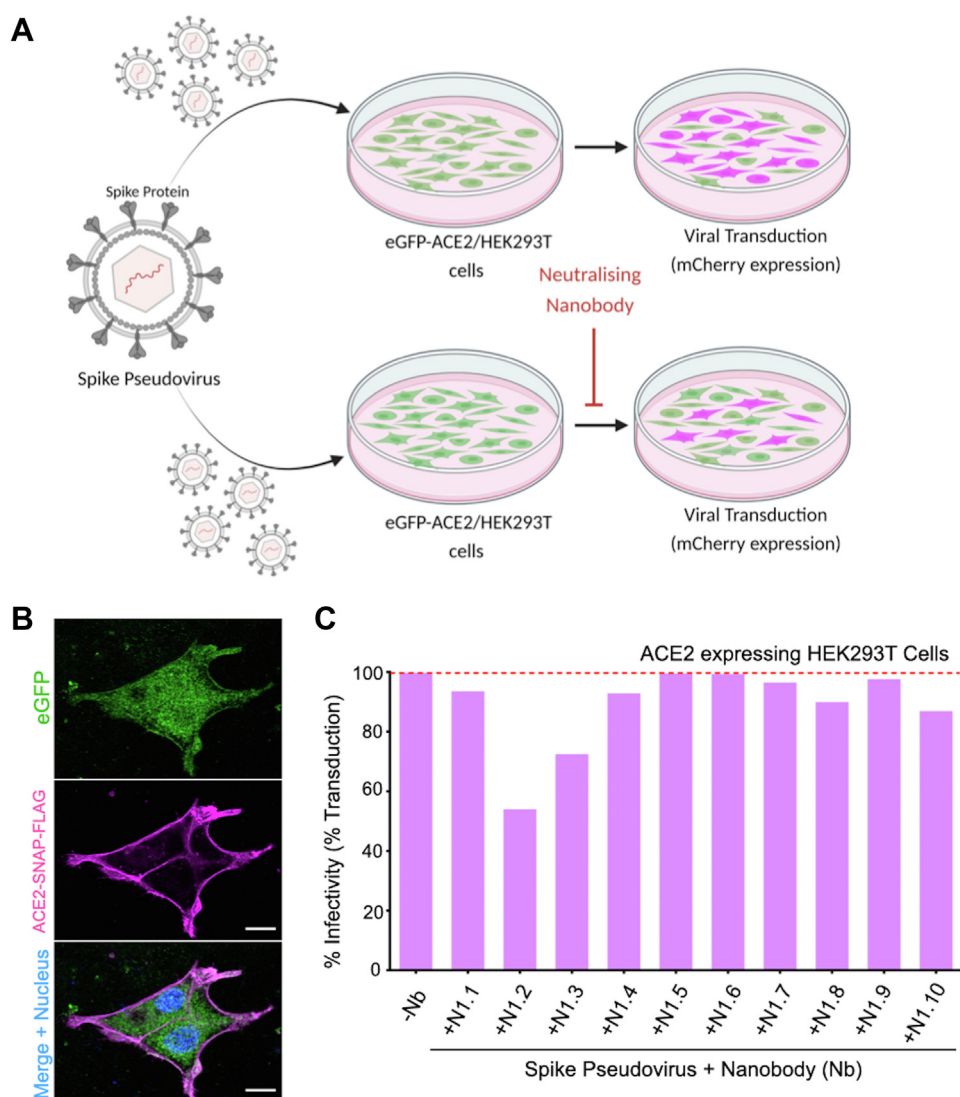 A
Spike Protein
Spike Pseudovirus
eGFP-ACE2/HEK293T
cells
Viral Transduction
(mCherry expression)
Neutralising
Nanobody
eGFP-ACE2/HEK293T
cells
Viral Transduction
(mCherry expression)
B
eGFP
ACE2-SNAP-FLAG
Merge + Nucleus
C
ACE2 expressing HEK293T Cells
% Infectivity (% Transduction)
100
80
60
40
20
0
-Nb
+N1.1
+N1.2
+N1.3
+N1.4
+N1.5
+N1.6
+N1.7
+N1.8
+N1.9
+N1.10
Spike Pseudovirus + Nanobody (Nb)